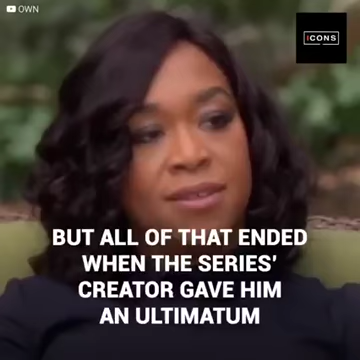 OWN
ICONS
BUT ALL OF THAT ENDED
WHEN THE SERIES'
CREATOR GAVE HIM
AN ULTIMATUM